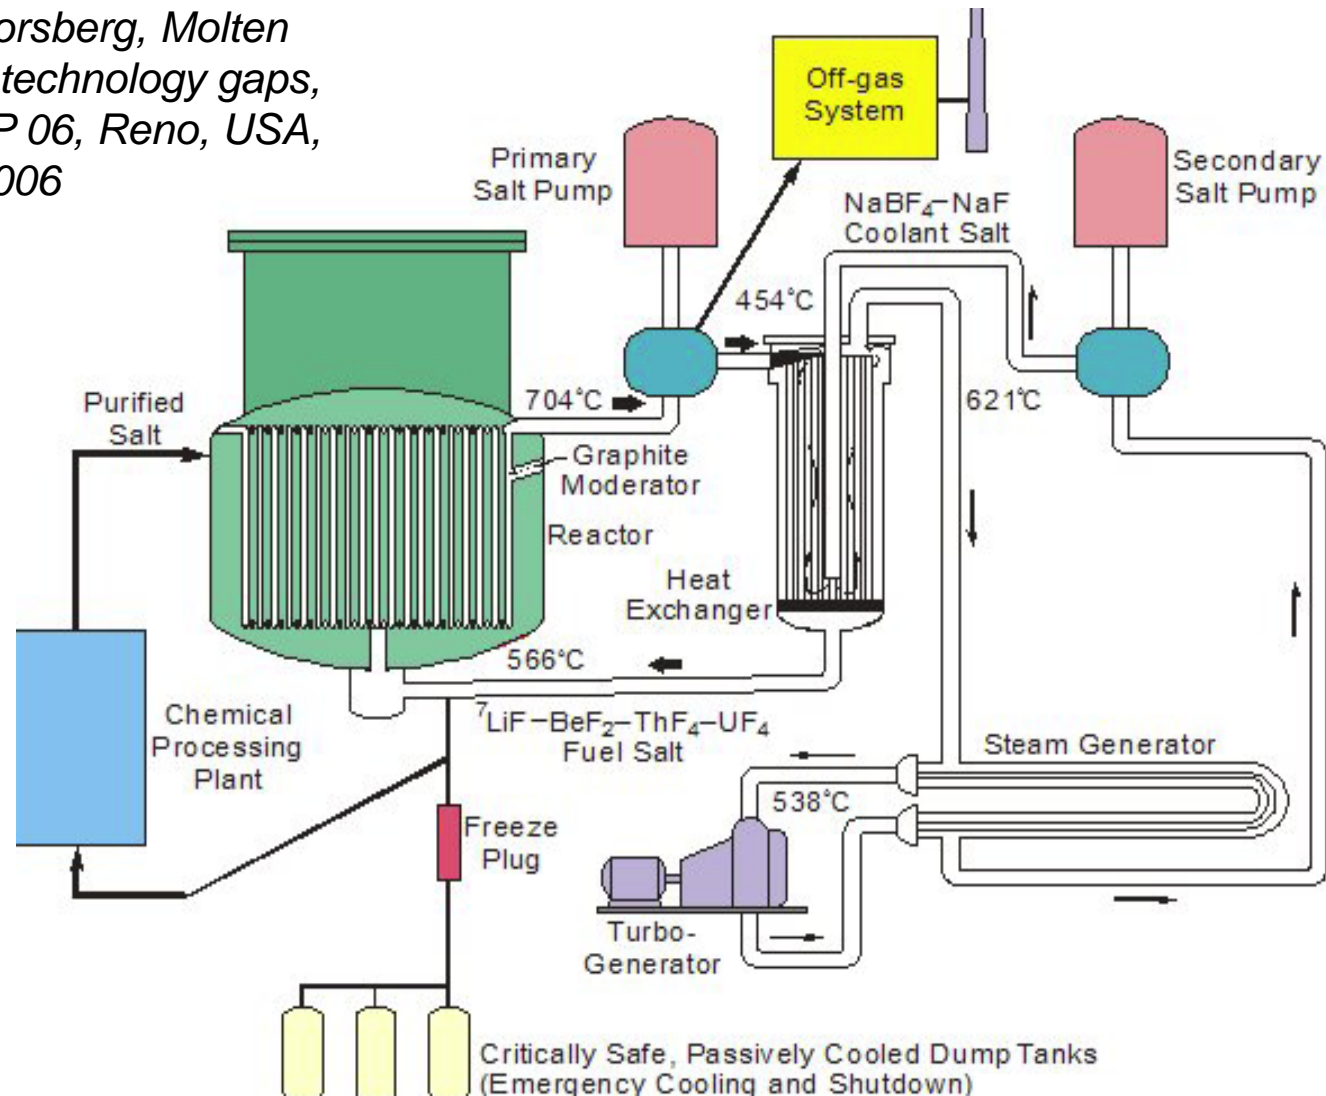 orsberg, Molten
technology gaps,
P 06, Reno, USA,
006
Off-gas
System
Primary
Salt Pump
Secondary
Salt Pump
NaBF₄–NaF
Coolant Salt
454°C
704°C
621°C
Purified
Salt
Graphite
Moderator
Reactor
Heat
Exchanger
566°C
⁷LiF–BeF₂–ThF₄–UF₄
Fuel Salt
Chemical
Processing
Plant
Steam Generator
538°C
Freeze
Plug
Turbo-
Generator
Critically Safe, Passively Cooled Dump Tanks
(Emergency Cooling and Shutdown)